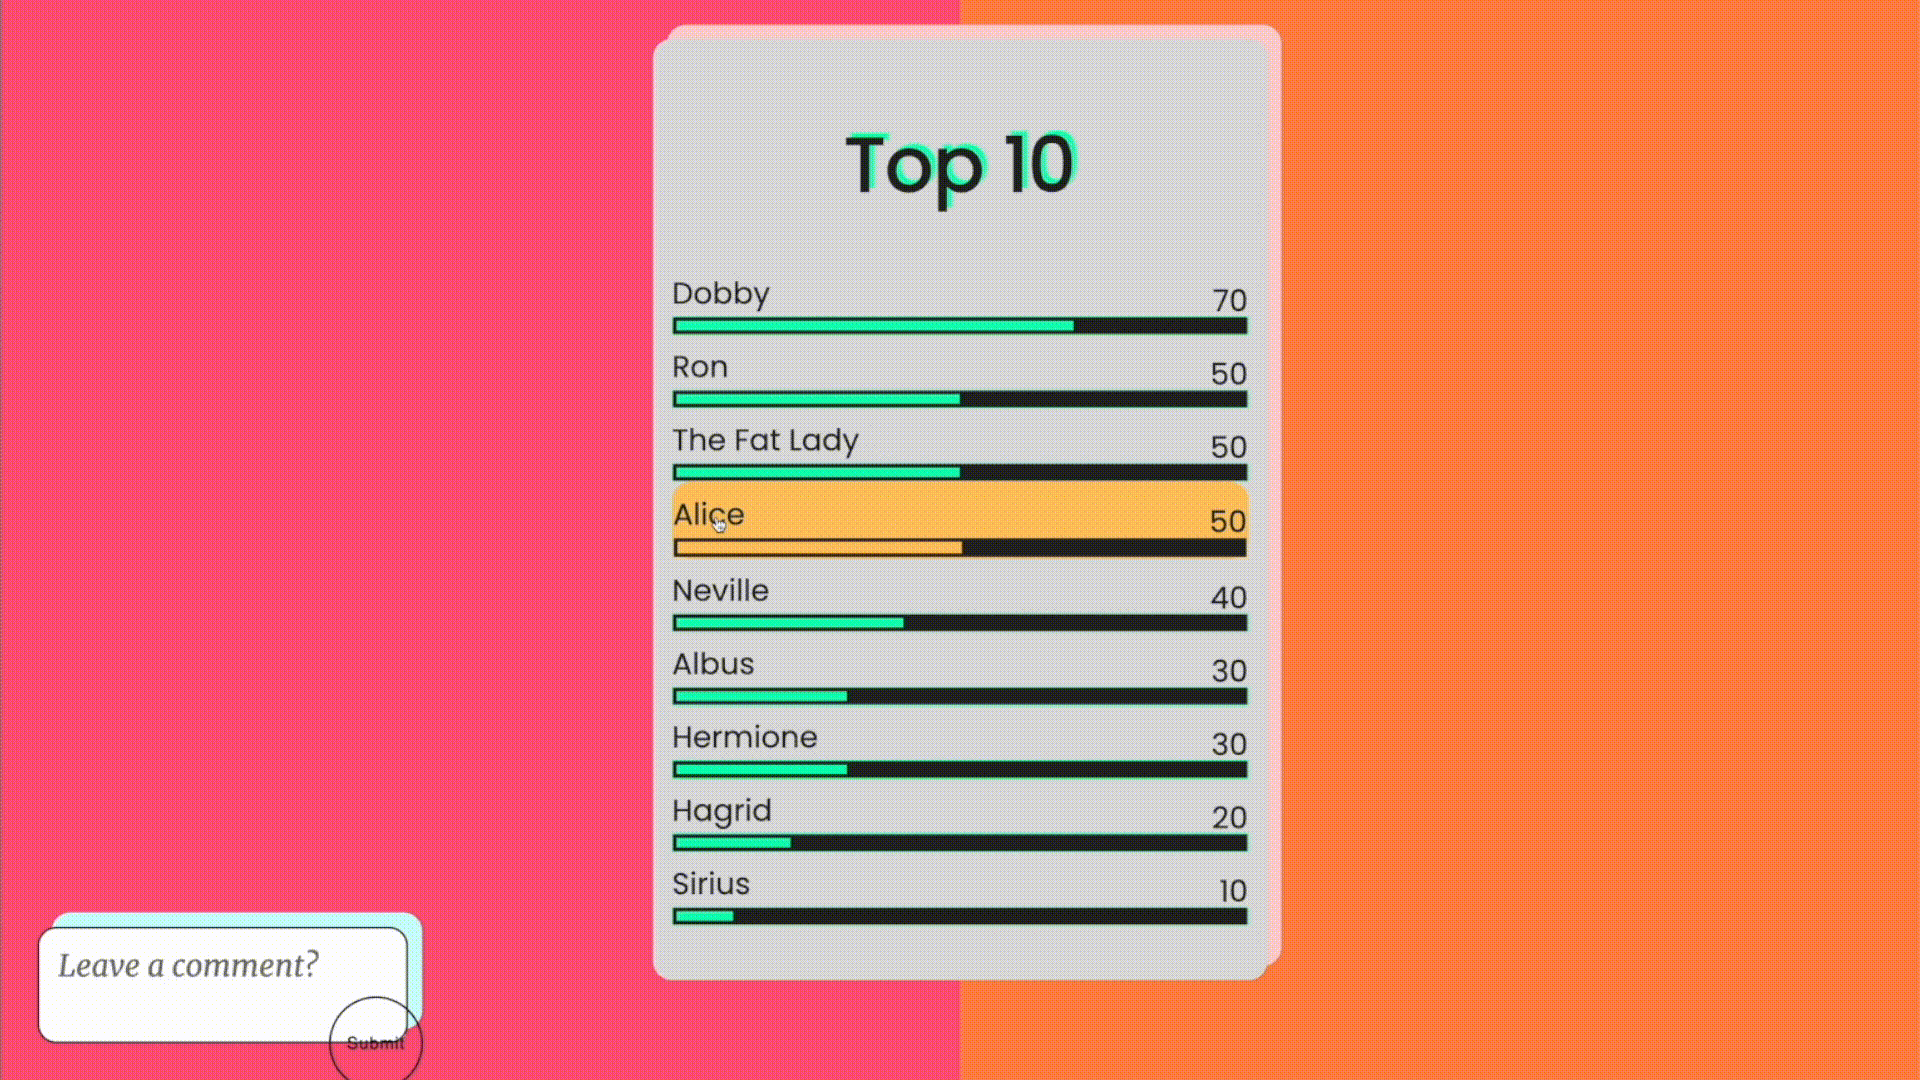 Top 10
Dobby 70
Ron 50
The Fat Lady 50
Alice 50
Neville 40
Albus 30
Hermione 30
Hagrid 20
Sirius 10
Leave a comment?
Submit